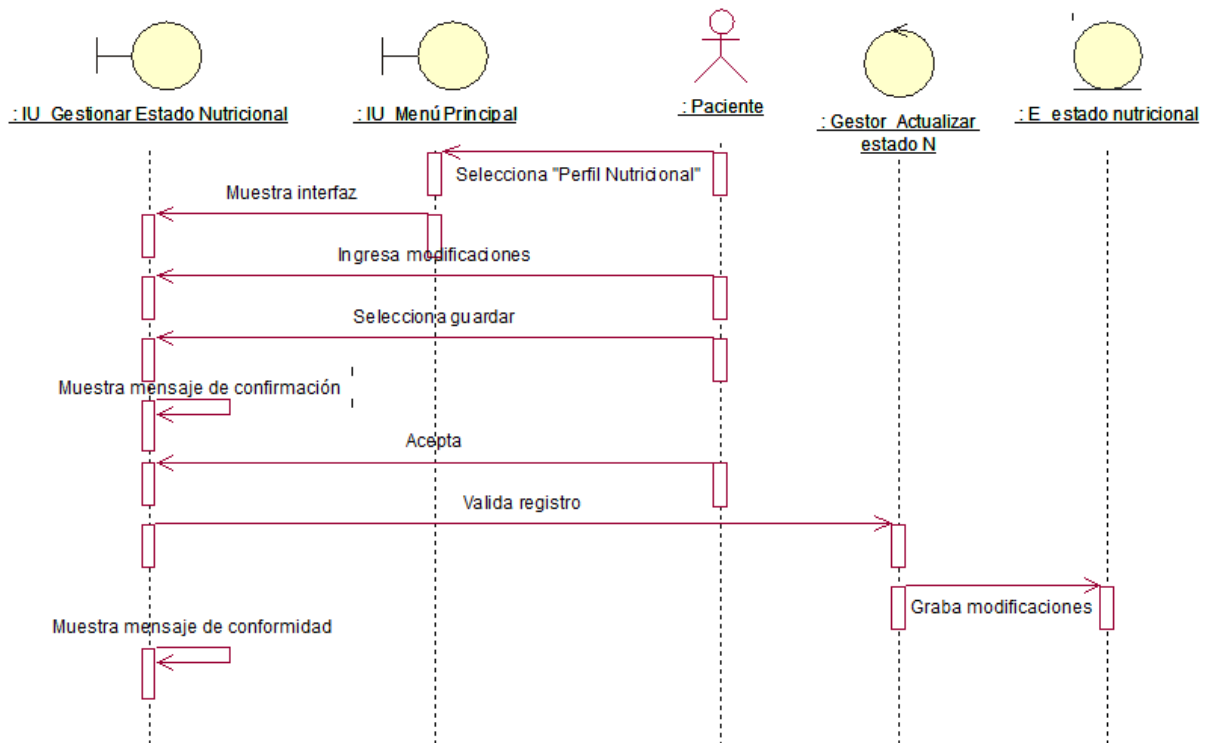 : IU_Gestionar Estado Nutricional
: IU_Menú Principal
: Paciente
: Gestor_Actualizar
estado N
: E_estado nutricional
Selecciona "Perfil Nutricional"
Muestra interfaz
Ingresa modificaciones
Selecciona guardar
Muestra mensaje de confirmación
Acepta
Valida registro
Graba modificaciones
Muestra mensaje de conformidad